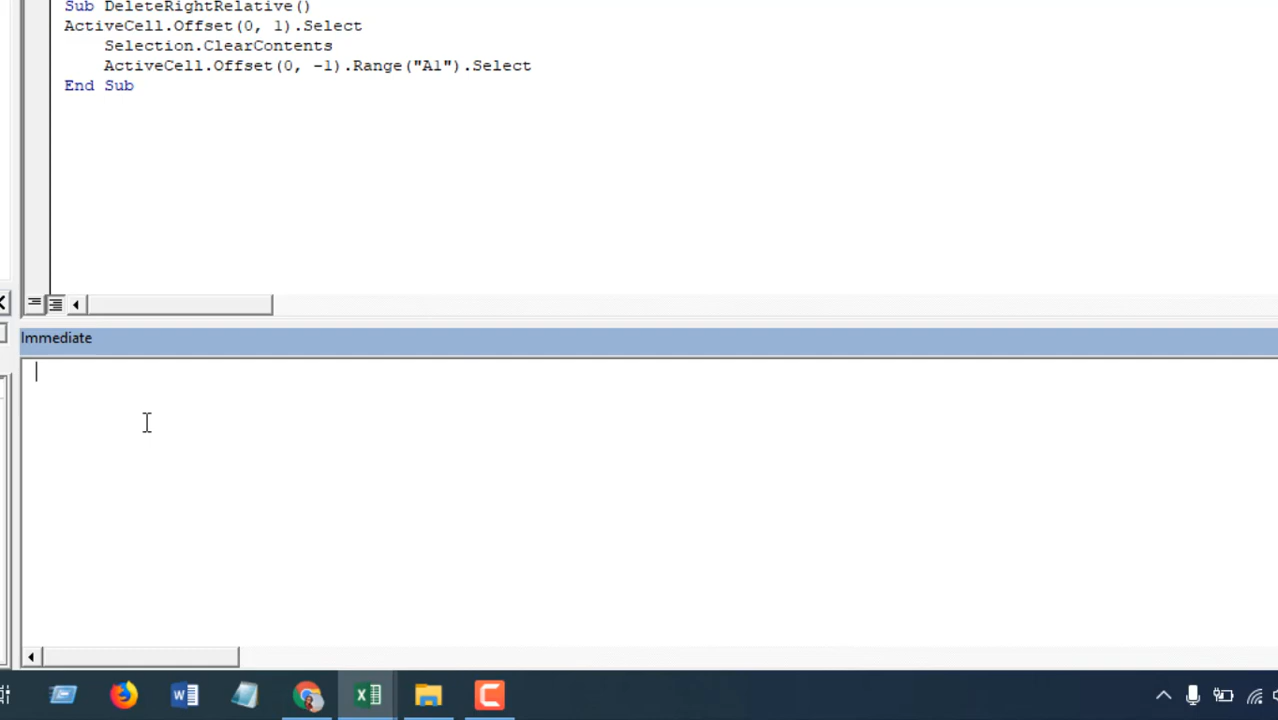 Sub DeleteRightRelative()
ActiveCell.Offset(0, 1).Select
    Selection.ClearContents
    ActiveCell.Offset(0, -1).Range("A1").Select
End Sub
Immediate